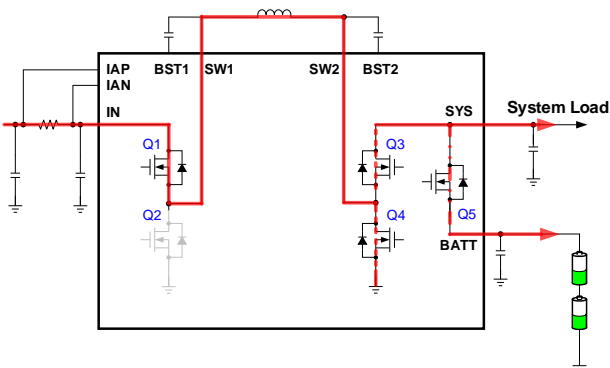 IAP BST1 SW1 SW2 BST2
IAN
IN SYS System Load
Q1 Q3
Q2 Q4 Q5
BATT